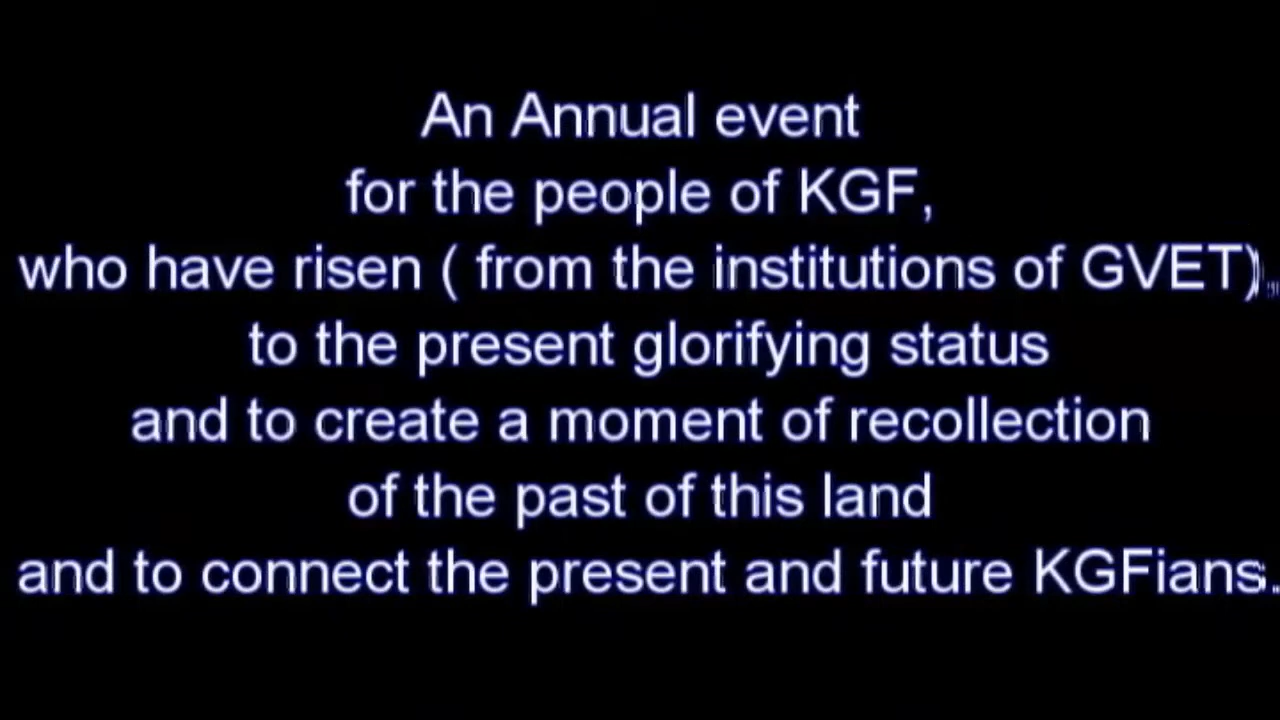 An Annual event
for the people of KGF,
who have risen ( from the institutions of GVET),
to the present glorifying status
and to create a moment of recollection
of the past of this land
and to connect the present and future KGFians.